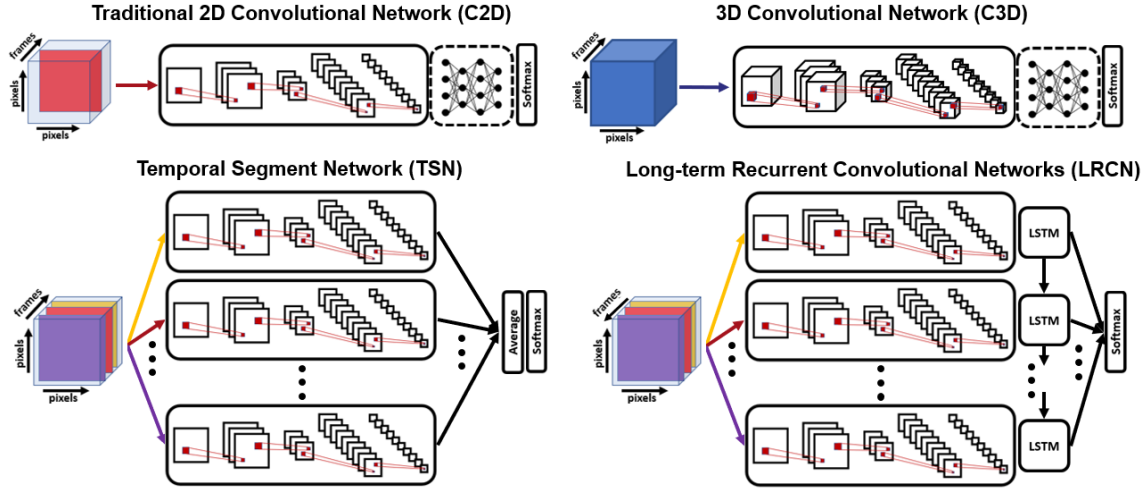 Traditional 2D Convolutional Network (C2D)
frames
pixels
pixels
Softmax
3D Convolutional Network (C3D)
frames
pixels
pixels
Softmax
Temporal Segment Network (TSN)
frames
pixels
pixels
Average
Softmax
Long-term Recurrent Convolutional Networks (LRCN)
frames
pixels
pixels
LSTM
LSTM
LSTM
Softmax